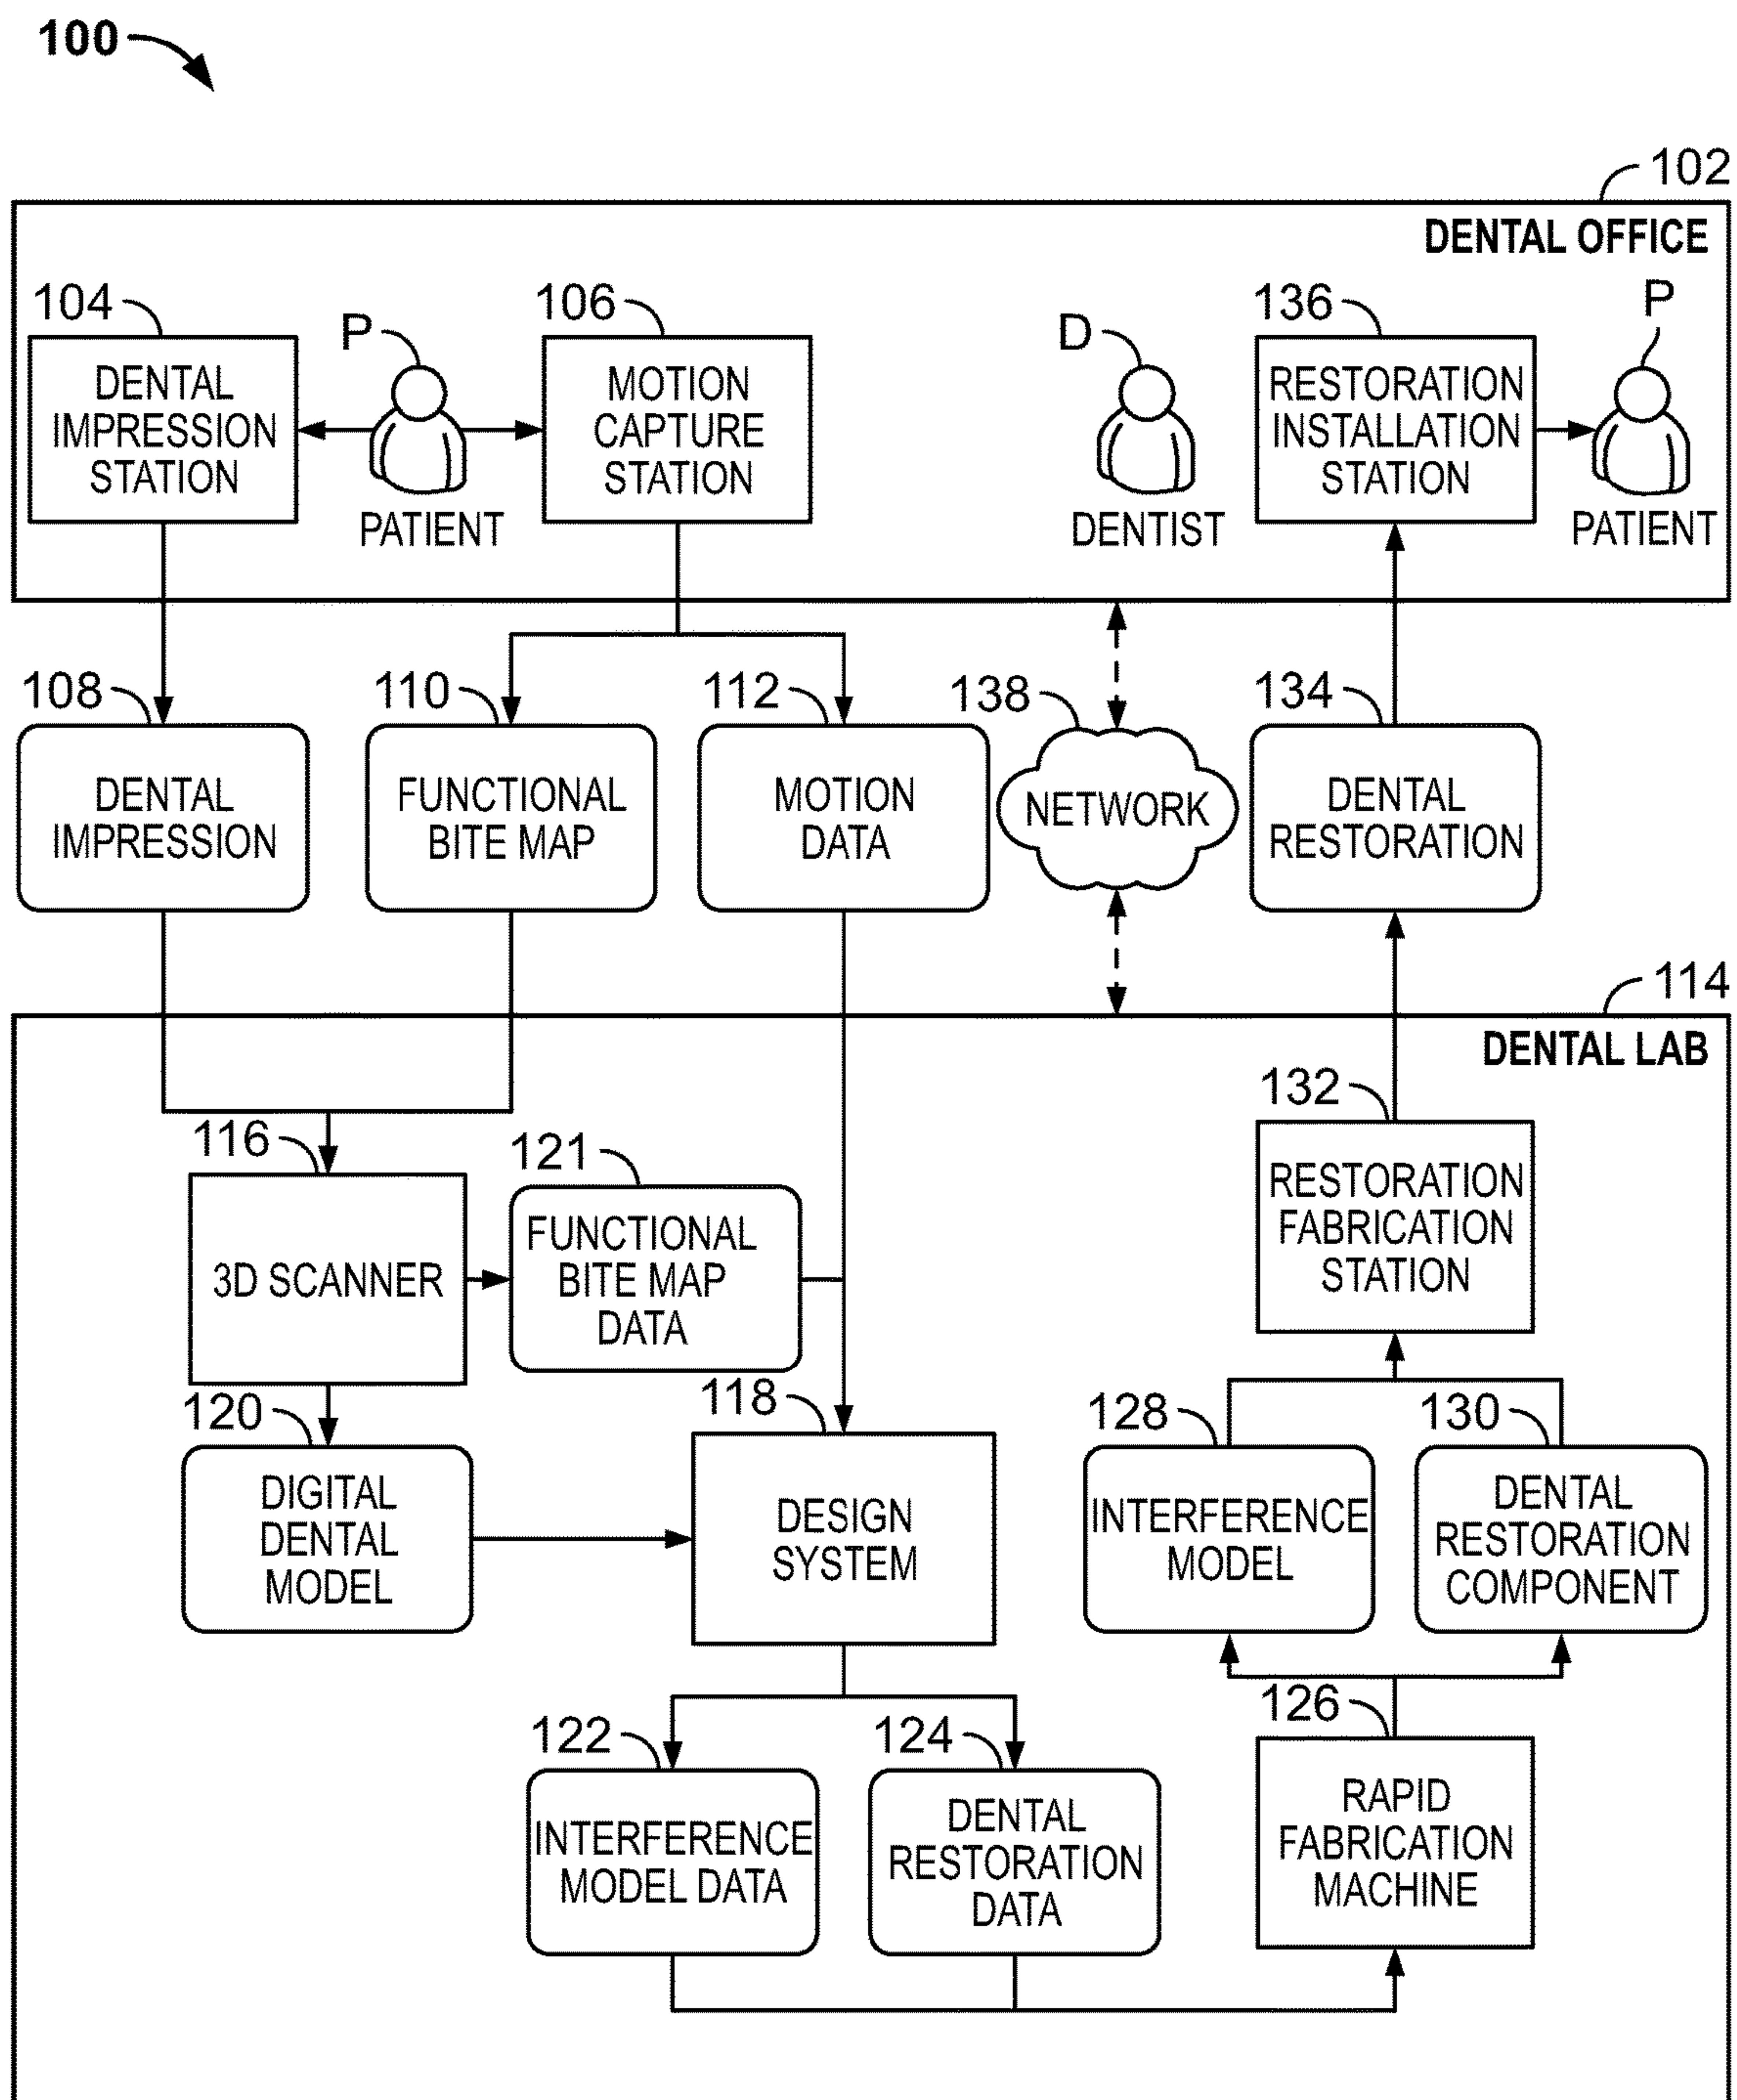 100
102
DENTAL OFFICE
104
DENTAL
IMPRESSION
STATION
P
PATIENT
106
MOTION
CAPTURE
STATION
D
DENTIST
136
RESTORATION
INSTALLATION
STATION
P
PATIENT
108
DENTAL
IMPRESSION
110
FUNCTIONAL
BITE MAP
112
MOTION
DATA
138
NETWORK
134
DENTAL
RESTORATION
114
DENTAL LAB
116
3D SCANNER
121
FUNCTIONAL
BITE MAP
DATA
132
RESTORATION
FABRICATION
STATION
120
DIGITAL
DENTAL
MODEL
118
DESIGN
SYSTEM
128
INTERFERENCE
MODEL
130
DENTAL
RESTORATION
COMPONENT
122
INTERFERENCE
MODEL DATA
124
DENTAL
RESTORATION
DATA
126
RAPID
FABRICATION
MACHINE